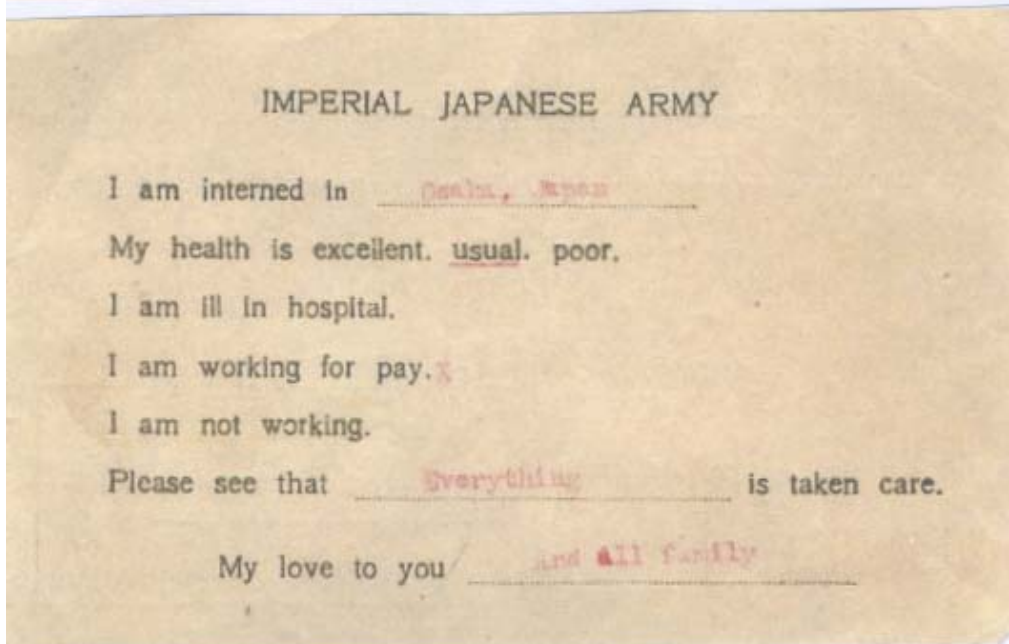 IMPERIAL JAPANESE ARMY
I am interned in Osaka, Japan
My health is excellent. usual. poor.
I am ill in hospital.
I am working for pay. X
I am not working.
Please see that Everything is taken care.
My love to you And all family